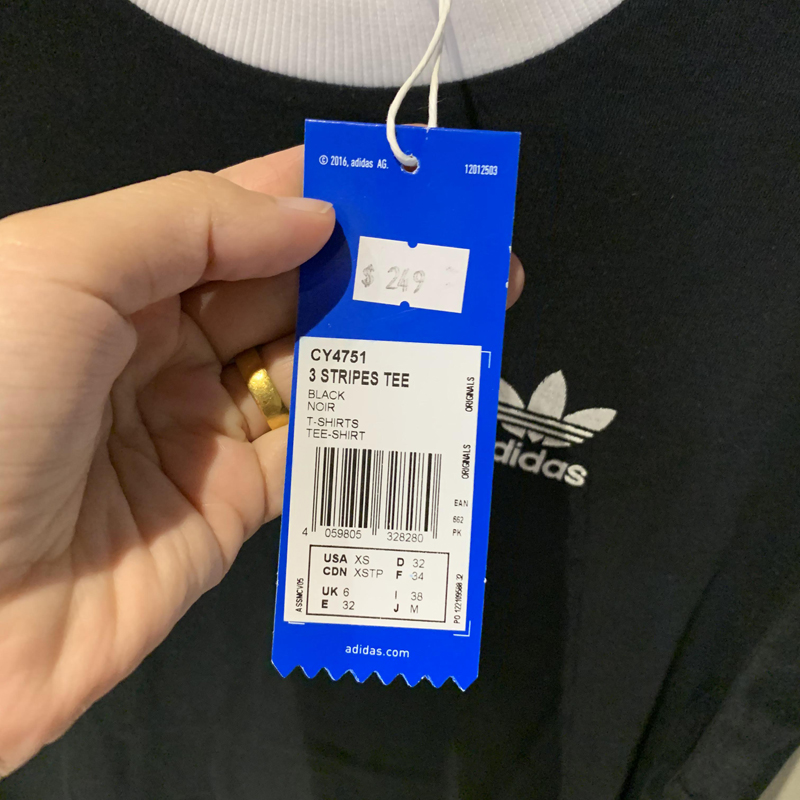 © 2016, adidas AG. 12012503
$ 249
CY4751
3 STRIPES TEE
BLACK
NOIR
T-SHIRTS
TEE-SHIRT
ORIGINALS
ORIGINALS
EAN
662
PK
4 059805 328280
USA XS D 32
CDN XSTP F 34
UK 6 I 38
E 32 J M
ASSMCV05
adidas.com
adidas